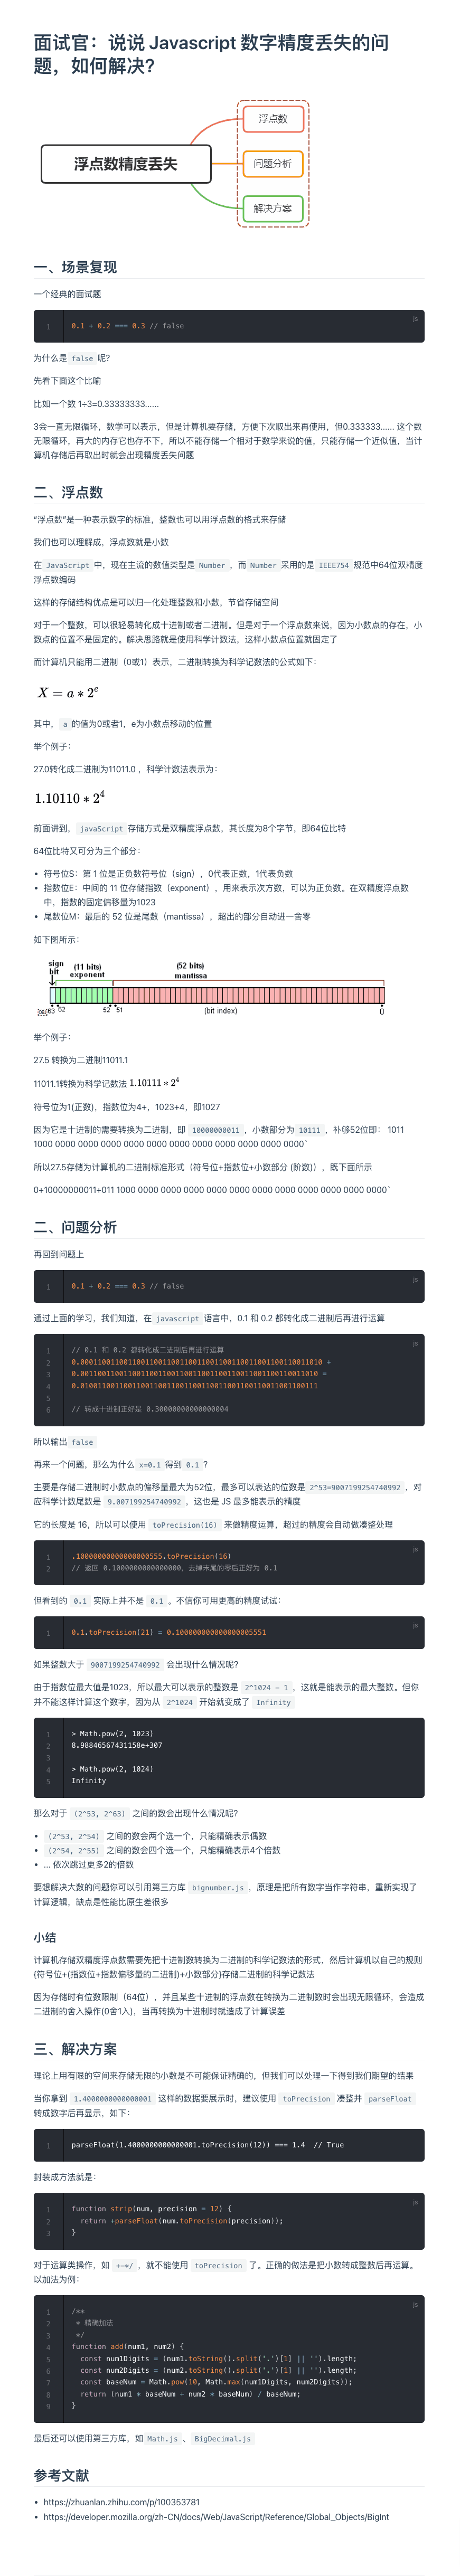 面试官：说说 Javascript 数字精度丢失的问
题，如何解决？
浮点数精度丢失
浮点数
问题分析
解决方案
一、场景复现
一个经典的面试题
js
1 0.1 + 0.2 === 0.3 // false
为什么是 false 呢?
先看下面这个比喻
比如一个数 1÷3=0.33333333......
3会一直无限循环，数学可以表示，但是计算机要存储，方便下次取出来再使用，但0.333333...... 这个数
无限循环，再大的内存它也存不下，所以不能存储一个相对于数学来说的值，只能存储一个近似值，当计
算机存储后再取出时就会出现精度丢失问题
二、浮点数
“浮点数”是一种表示数字的标准，整数也可以用浮点数的格式来存储
我们也可以理解成，浮点数就是小数
在 JavaScript 中，现在主流的数值类型是 Number ，而 Number 采用的是 IEEE754 规范中64位双精度
浮点数编码
这样的存储结构优点是可以归一化处理整数和小数，节省存储空间
对于一个整数，可以很轻易转化成十进制或者二进制。但是对于一个浮点数来说，因为小数点的存在，小
数点的位置不是固定的。解决思路就是使用科学计数法，这样小数点位置就固定了
而计算机只能用二进制（0或1）表示，二进制转换为科学记数法的公式如下：
X = a ∗ 2^e
其中， a 的值为0或者1，e为小数点移动的位置
举个例子：
27.0转化成二进制为11011.0 ，科学计数法表示为：
1.10110 ∗ 2^4
前面讲到， javaScript 存储方式是双精度浮点数，其长度为8个字节，即64位比特
64位比特又可分为三个部分：
• 符号位S：第 1 位是正负数符号位（sign），0代表正数，1代表负数
• 指数位E：中间的 11 位存储指数（exponent），用来表示次方数，可以为正负数。在双精度浮点数
中，指数的固定偏移量为1023
• 尾数位M：最后的 52 位是尾数（mantissa），超出的部分自动进一舍零
如下图所示：
sign
bit
(11 bits)
exponent
(52 bits)
mantissa
63 62 52 51 (bit index) 0
举个例子：
27.5 转换为二进制11011.1
11011.1转换为科学记数法 1.10111 ∗ 2^4
符号位为1(正数)，指数位为4+，1023+4，即1027
因为它是十进制的需要转换为二进制，即 10000000011 ，小数部分为 10111 ，补够52位即： 1011
1000 0000 0000 0000 0000 0000 0000 0000 0000 0000 0000 0000`
所以27.5存储为计算机的二进制标准形式（符号位+指数位+小数部分 (阶数)），既下面所示
0+10000000011+011 1000 0000 0000 0000 0000 0000 0000 0000 0000 0000 0000 0000`
二、问题分析
再回到问题上
js
1 0.1 + 0.2 === 0.3 // false
通过上面的学习，我们知道，在 javascript 语言中，0.1 和 0.2 都转化成二进制后再进行运算
js
1 // 0.1 和 0.2 都转化成二进制后再进行运算
2 0.00011001100110011001100110011001100110011001100110011010 +
3 0.0011001100110011001100110011001100110011001100110011010 =
4 0.0100110011001100110011001100110011001100110011001100111
5
6 // 转成十进制正好是 0.30000000000000004
所以输出 false
再来一个问题，那么为什么 x=0.1 得到 0.1 ?
主要是存储二进制时小数点的偏移量最大为52位，最多可以表达的位数是 2^53=9007199254740992 ，对
应科学计数尾数是 9.007199254740992 ，这也是 JS 最多能表示的精度
它的长度是 16，所以可以使用 toPrecision(16) 来做精度运算，超过的精度会自动做凑整处理
js
1 .10000000000000000555.toPrecision(16)
2 // 返回 0.1000000000000000，去掉末尾的零后正好为 0.1
但看到的 0.1 实际上并不是 0.1 。不信你可用更高的精度试试：
js
1 0.1.toPrecision(21) = 0.100000000000000005551
如果整数大于 9007199254740992 会出现什么情况呢?
由于指数位最大值是1023，所以最大可以表示的整数是 2^1024 - 1 ，这就是能表示的最大整数。但你
并不能这样计算这个数字，因为从 2^1024 开始就变成了 Infinity
1 > Math.pow(2, 1023)
2 8.98846567431158e+307
3
4 > Math.pow(2, 1024)
5 Infinity
那么对于 (2^53, 2^63) 之间的数会出现什么情况呢?
• (2^53, 2^54) 之间的数会两个选一个，只能精确表示偶数
• (2^54, 2^55) 之间的数会四个选一个，只能精确表示4个倍数
• ... 依次跳过更多2的倍数
要想解决大数的问题你可以引用第三方库 bignumber.js ，原理是把所有数字当作字符串，重新实现了
计算逻辑，缺点是性能比原生差很多
小结
计算机存储双精度浮点数需要先把十进制数转换为二进制的科学记数法的形式，然后计算机以自己的规则
{符号位+(指数位+指数偏移量的二进制)+小数部分}存储二进制的科学记数法
因为存储时有位数限制（64位），并且某些十进制的浮点数在转换为二进制数时会出现无限循环，会造成
二进制的舍入操作(0舍1入)，当再转换为十进制时就造成了计算误差
三、解决方案
理论上用有限的空间来存储无限的小数是不可能保证精确的，但我们可以处理一下得到我们期望的结果
当你拿到 1.4000000000000001 这样的数据要展示时，建议使用 toPrecision 凑整并 parseFloat
转成数字后再显示，如下：
1 parseFloat(1.4000000000000001.toPrecision(12)) === 1.4 // True
封装成方法就是：
js
1 function strip(num, precision = 12) {
2 return +parseFloat(num.toPrecision(precision));
3 }
对于运算类操作，如 +-*/ ，就不能使用 toPrecision 了。正确的做法是把小数转成整数后再运算。
以加法为例：
js
1 /**
2 * 精确加法
3 */
4 function add(num1, num2) {
5 const num1Digits = (num1.toString().split('.')[1] || '').length;
6 const num2Digits = (num2.toString().split('.')[1] || '').length;
7 const baseNum = Math.pow(10, Math.max(num1Digits, num2Digits));
8 return (num1 * baseNum + num2 * baseNum) / baseNum;
9 }
最后还可以使用第三方库，如 Math.js 、 BigDecimal.js
参考文献
• https://zhuanlan.zhihu.com/p/100353781
• https://developer.mozilla.org/zh-CN/docs/Web/JavaScript/Reference/Global_Objects/BigInt